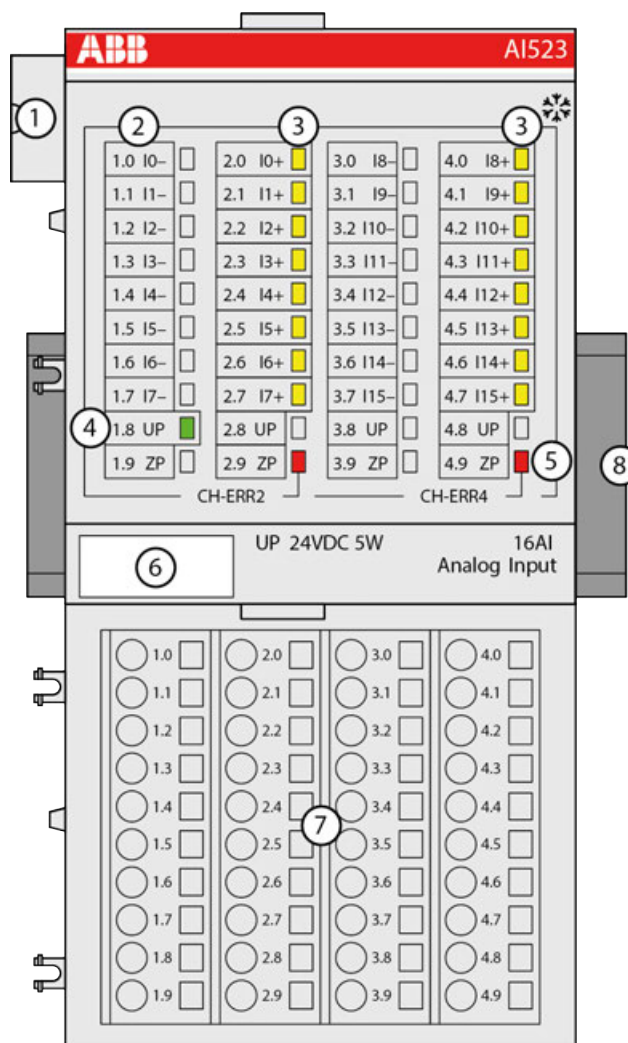 ABB AI523
1 2 3 3
1.0 I0– 2.0 I0+ 3.0 I8– 4.0 I8+
1.1 I1– 2.1 I1+ 3.1 I9– 4.1 I9+
1.2 I2– 2.2 I2+ 3.2 I10– 4.2 I10+
1.3 I3– 2.3 I3+ 3.3 I11– 4.3 I11+
1.4 I4– 2.4 I4+ 3.4 I12– 4.4 I12+
1.5 I5– 2.5 I5+ 3.5 I13– 4.5 I13+
1.6 I6– 2.6 I6+ 3.6 I14– 4.6 I14+
1.7 I7– 2.7 I7+ 3.7 I15– 4.7 I15+
4 1.8 UP 2.8 UP 3.8 UP 4.8 UP
1.9 ZP 2.9 ZP 3.9 ZP 4.9 ZP 5 8
CH-ERR2 CH-ERR4
6 UP 24VDC 5W 16AI
Analog Input
1.0 2.0 3.0 4.0
1.1 2.1 3.1 4.1
1.2 2.2 3.2 4.2
1.3 2.3 3.3 4.3
1.4 2.4 3.4 4.4
7
1.5 2.5 3.5 4.5
1.6 2.6 3.6 4.6
1.7 2.7 3.7 4.7
1.8 2.8 3.8 4.8
1.9 2.9 3.9 4.9